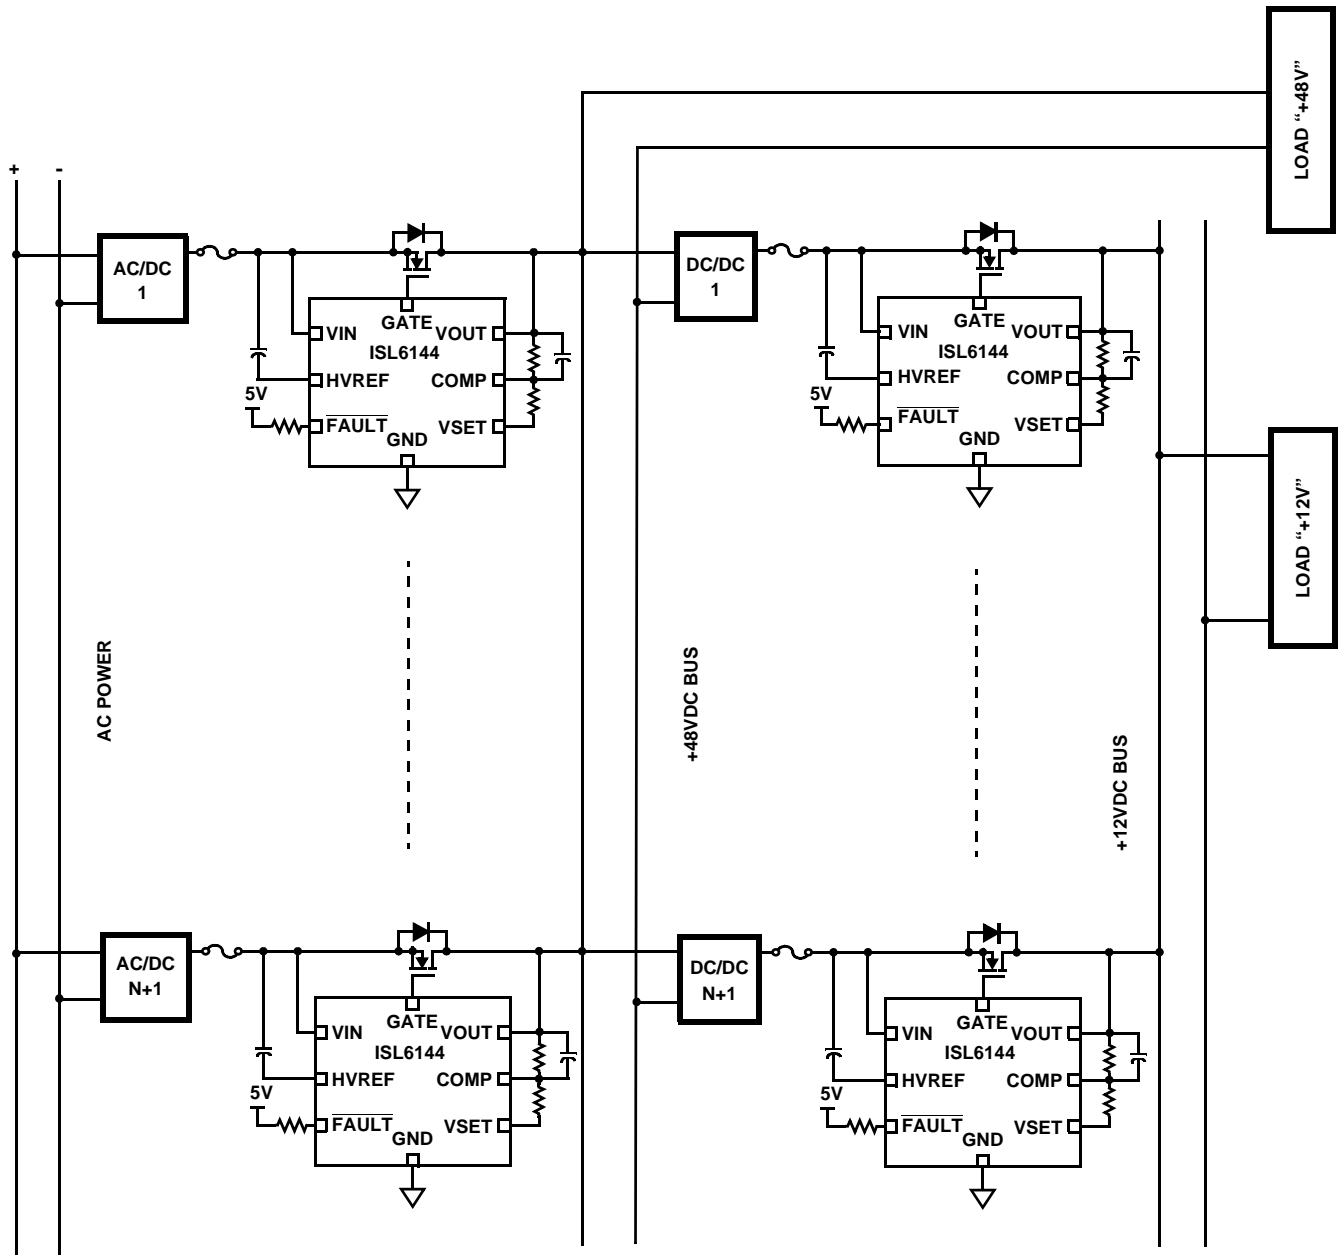 LOAD “+48V”
+
-
AC/DC
1
DC/DC
1
GATE
VIN
VOUT
ISL6144
HVREF
COMP
5V
FAULT
VSET
GND
GATE
VIN
VOUT
ISL6144
HVREF
COMP
5V
FAULT
VSET
GND
LOAD “+12V”
AC POWER
+48VDC BUS
+12VDC BUS
AC/DC
N+1
DC/DC
N+1
GATE
VIN
VOUT
ISL6144
HVREF
COMP
5V
FAULT
VSET
GND
GATE
VIN
VOUT
ISL6144
HVREF
COMP
5V
FAULT
VSET
GND